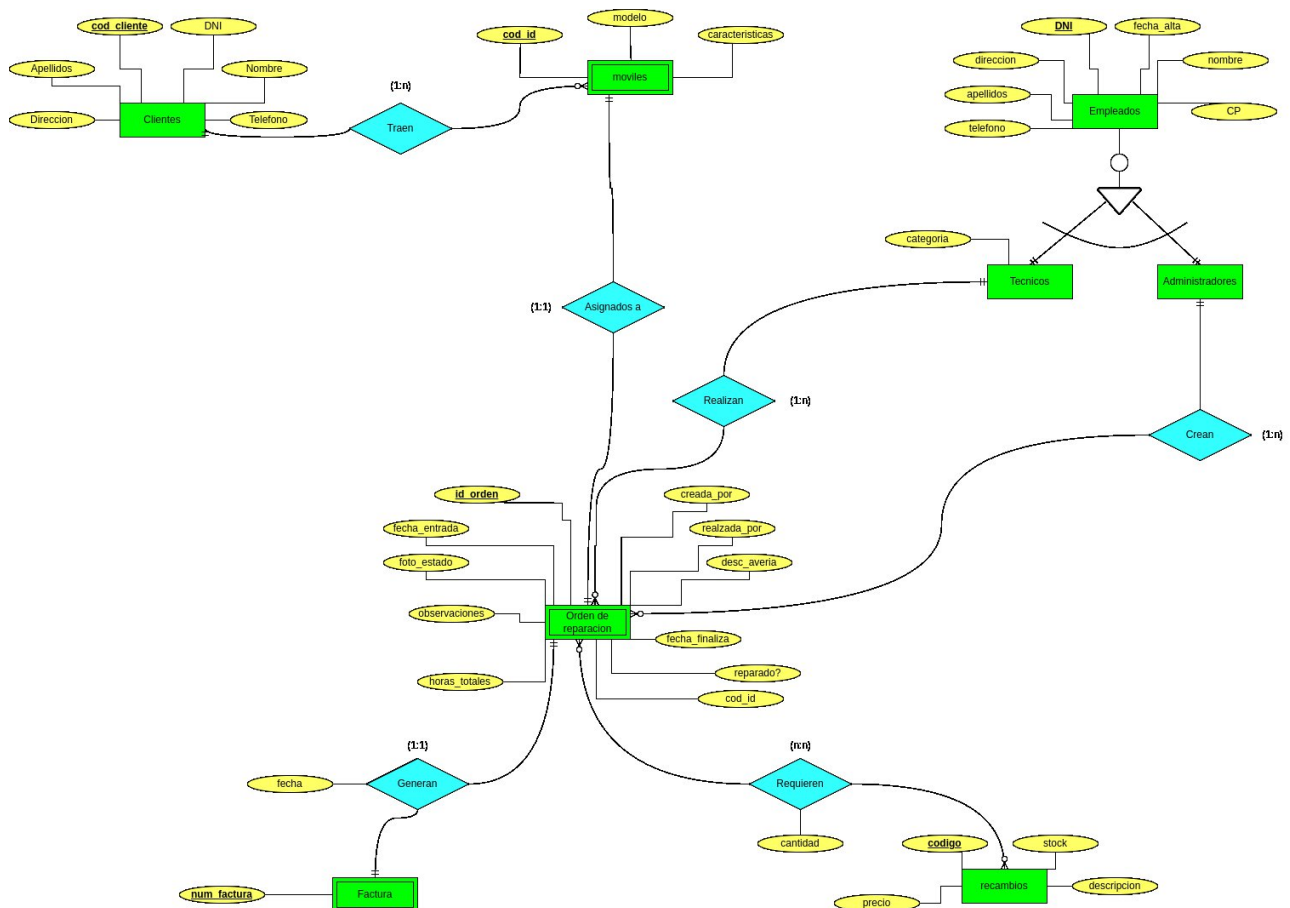 modelo
cod_cliente
DNI
cod_id
caracteristicas
DNI
fecha_alta
direccion
nombre
Apellidos
Nombre
moviles
(1:n)
apellidos
CP
Empleados
Direccion
Clientes
Telefono
Traen
telefono
categoria
Tecnicos
Administradores
(1:1)
Asignados a
Realizan
(1:n)
Crean
(1:n)
id_orden
creada_por
fecha_entrada
realzada_por
foto_estado
desc_averia
observaciones
Orden de
reparacion
fecha_finaliza
reparado?
horas_totales
cod_id
(1:1)
(n:n)
fecha
Generan
Requieren
cantidad
codigo
stock
num_factura
Factura
recambios
descripcion
precio